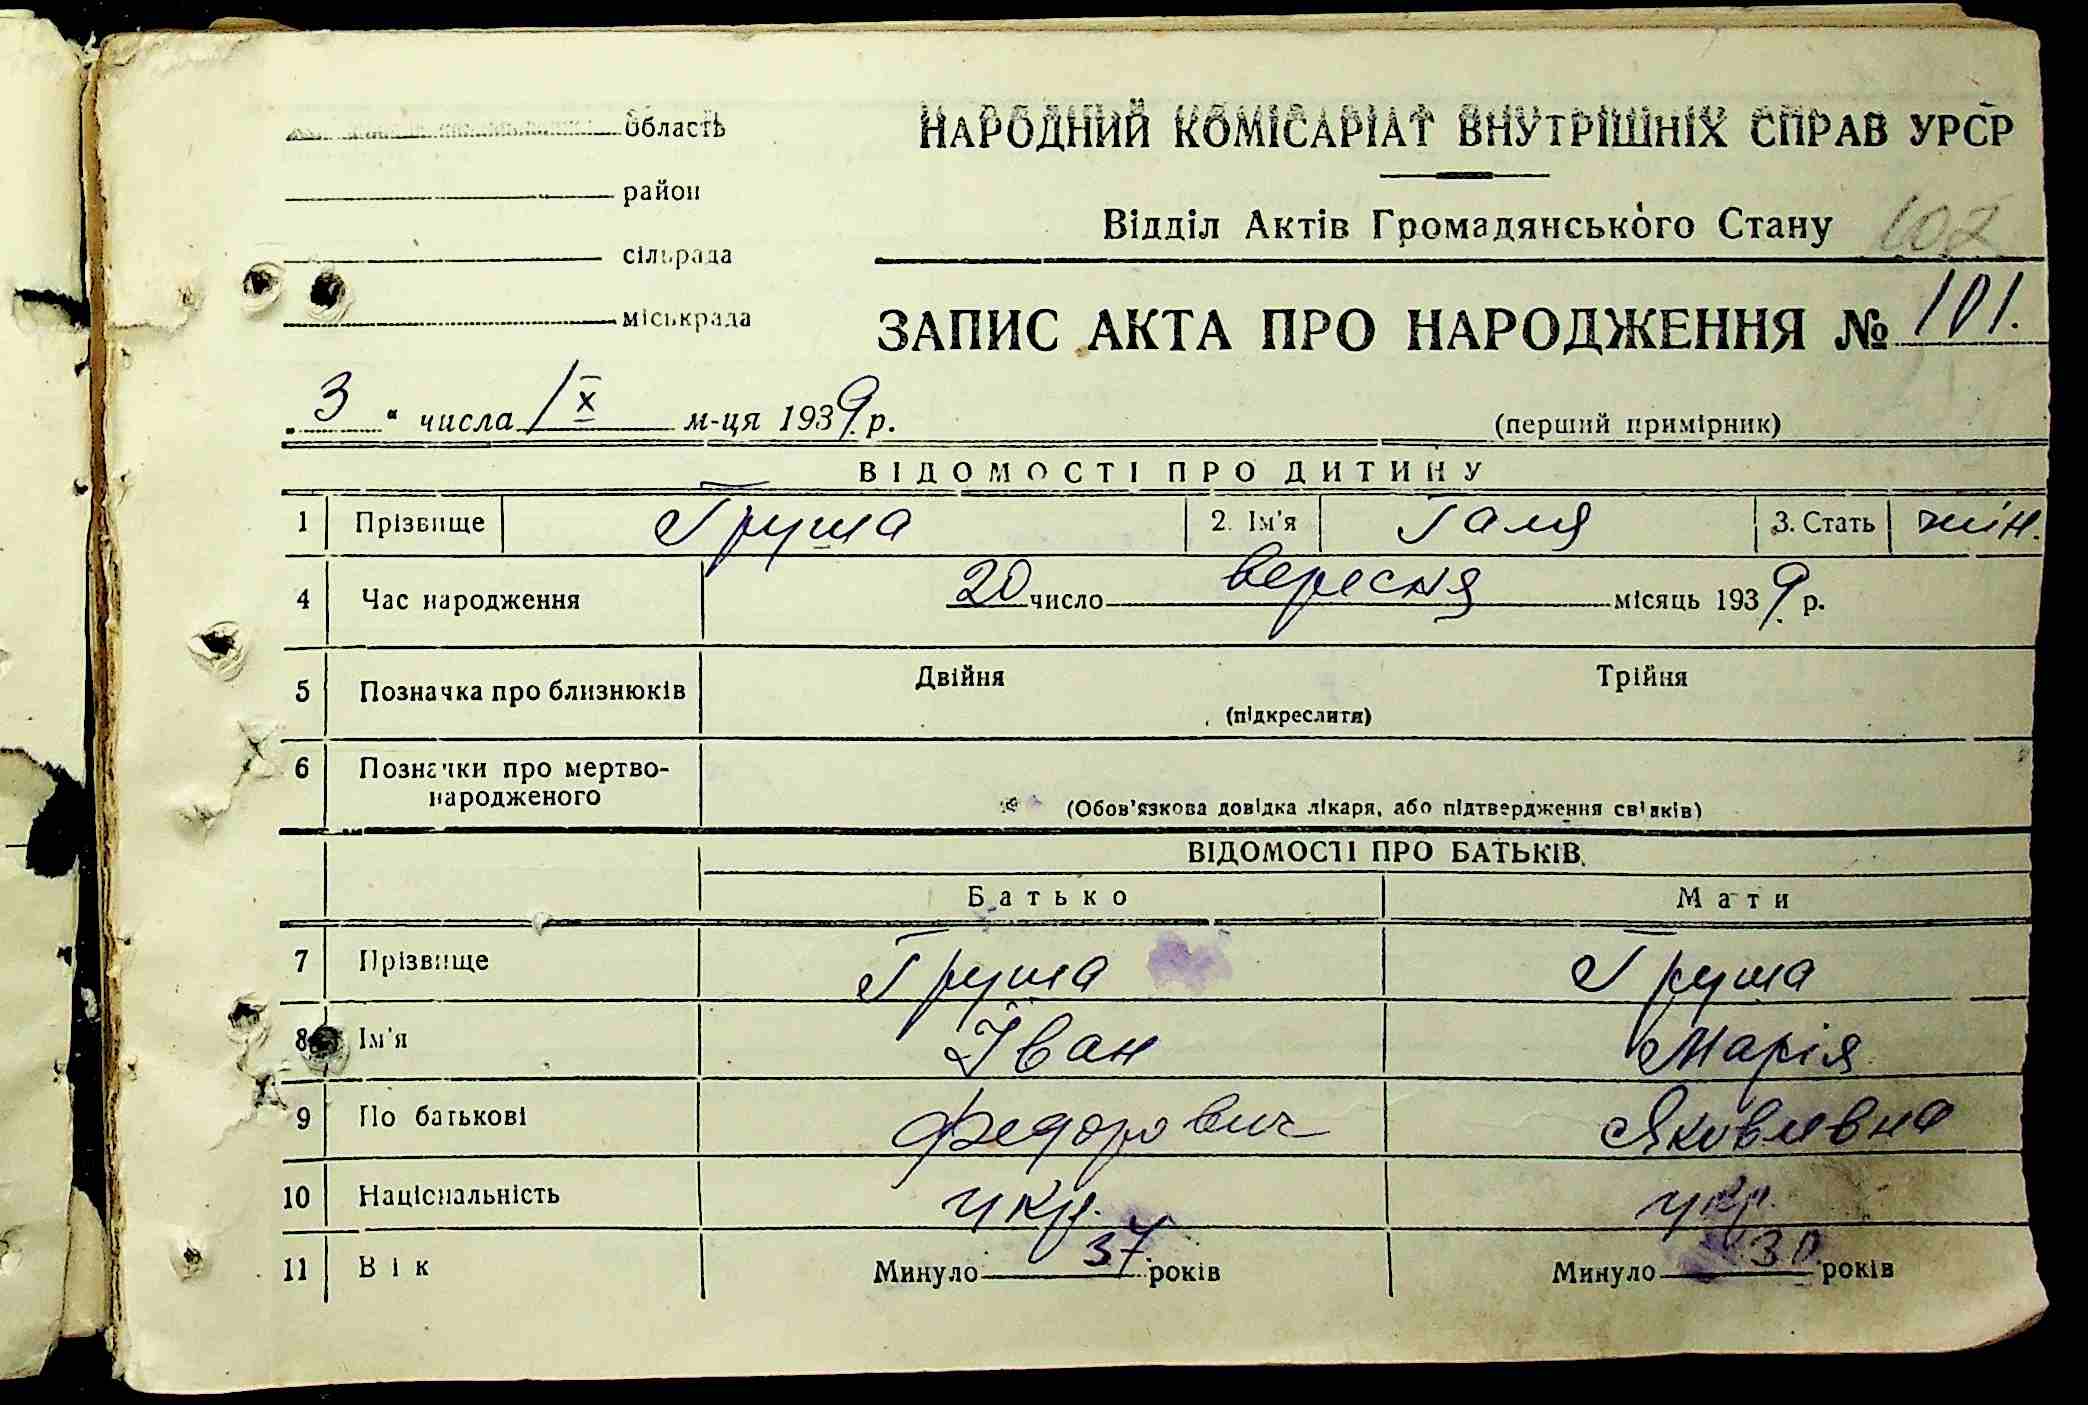 область
НАРОДНИЙ КОМІСАРІАТ ВНУТРІШНІХ СПРАВ УРСР
район
Відділ Актів Громадянського Стану 102
сільрада
міськрада
ЗАПИС АКТА ПРО НАРОДЖЕННЯ № 101.
3 " числа X м-ця 1939 р.
(перший примірник)
ВІДОМОСТІ ПРО ДИТИНУ
1 Прізвище Груша 2. Ім'я Галя 3. Стать жін.
4 Час народження 20 число вересня місяць 1939 р.
5 Позначка про близнюків Двійня Трійня
(підкреслити)
6 Позначки про мертво-
народженого (Обов'язкова довідка лікаря, або підтвердження свідків)
ВІДОМОСТІ ПРО БАТЬКІВ
Батько Мати
7 Прізвище Груша Груша
8 Ім'я Іван Марія
9 По батькові Федорович Яковлевна
10 Національність укр. укр.
11 Вік Минуло 37 років Минуло 30 років